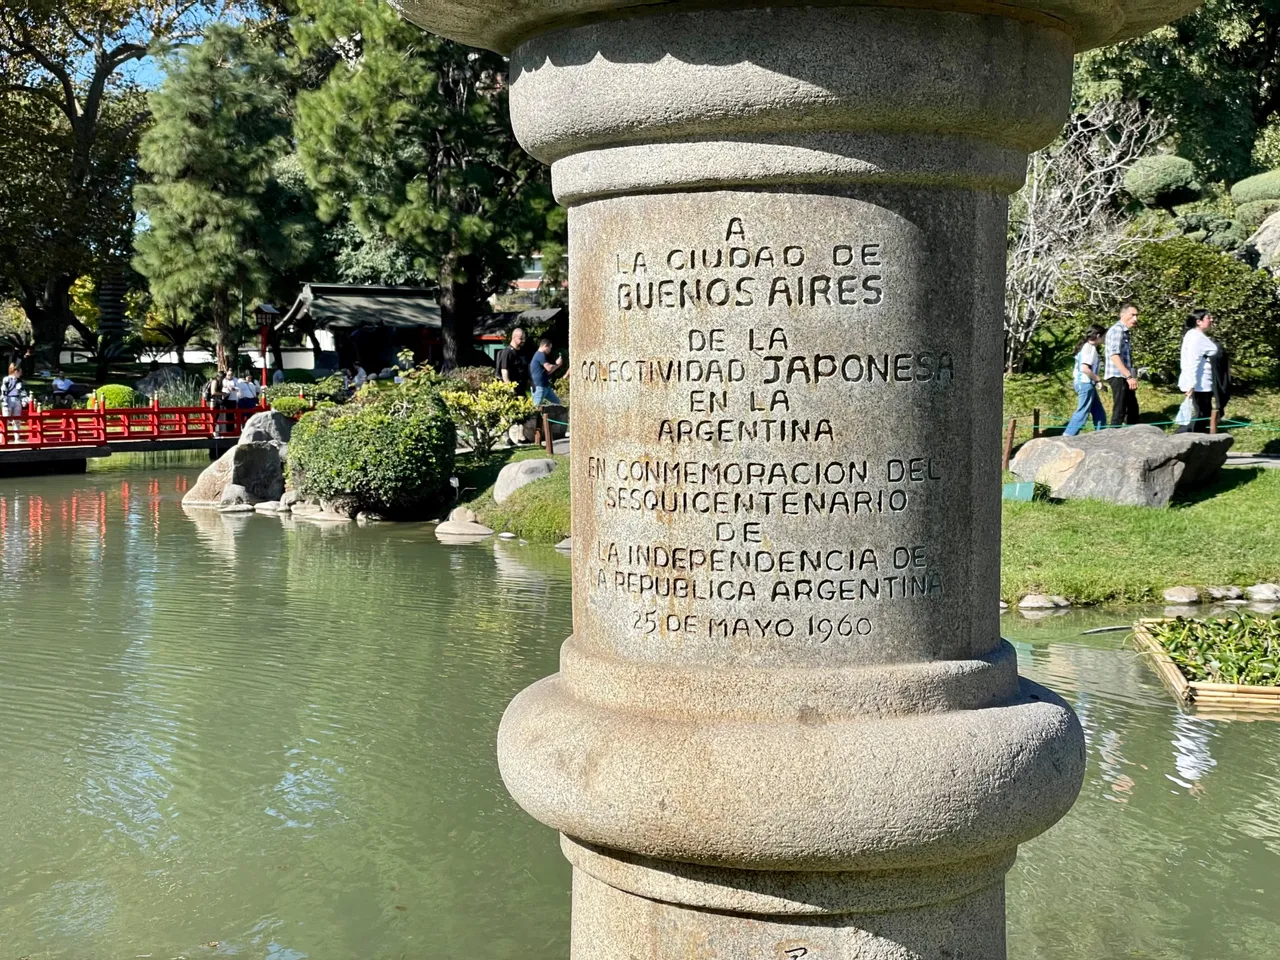 A
LA CIUDAD DE
BUENOS AIRES
DE LA
COLECTIVIDAD JAPONESA
EN LA
ARGENTINA
EN CONMEMORACION DEL
SESQUICENTENARIO
DE
LA INDEPENDENCIA DE
LA REPUBLICA ARGENTINA
25 DE MAYO 1960